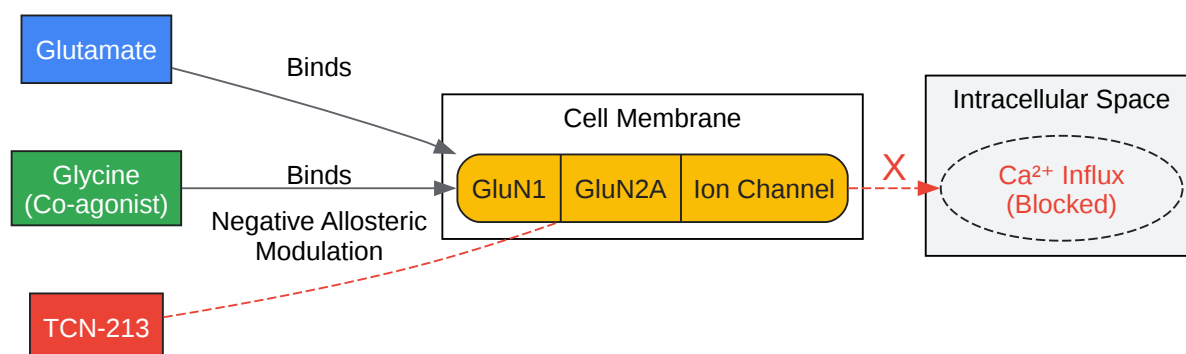 Glutamate
Binds
Glycine
(Co-agonist)
Binds
Negative Allosteric
Modulation
TCN-213
Cell Membrane
GluN1
GluN2A
Ion Channel
X
Intracellular Space
Ca²⁺ Influx
(Blocked)